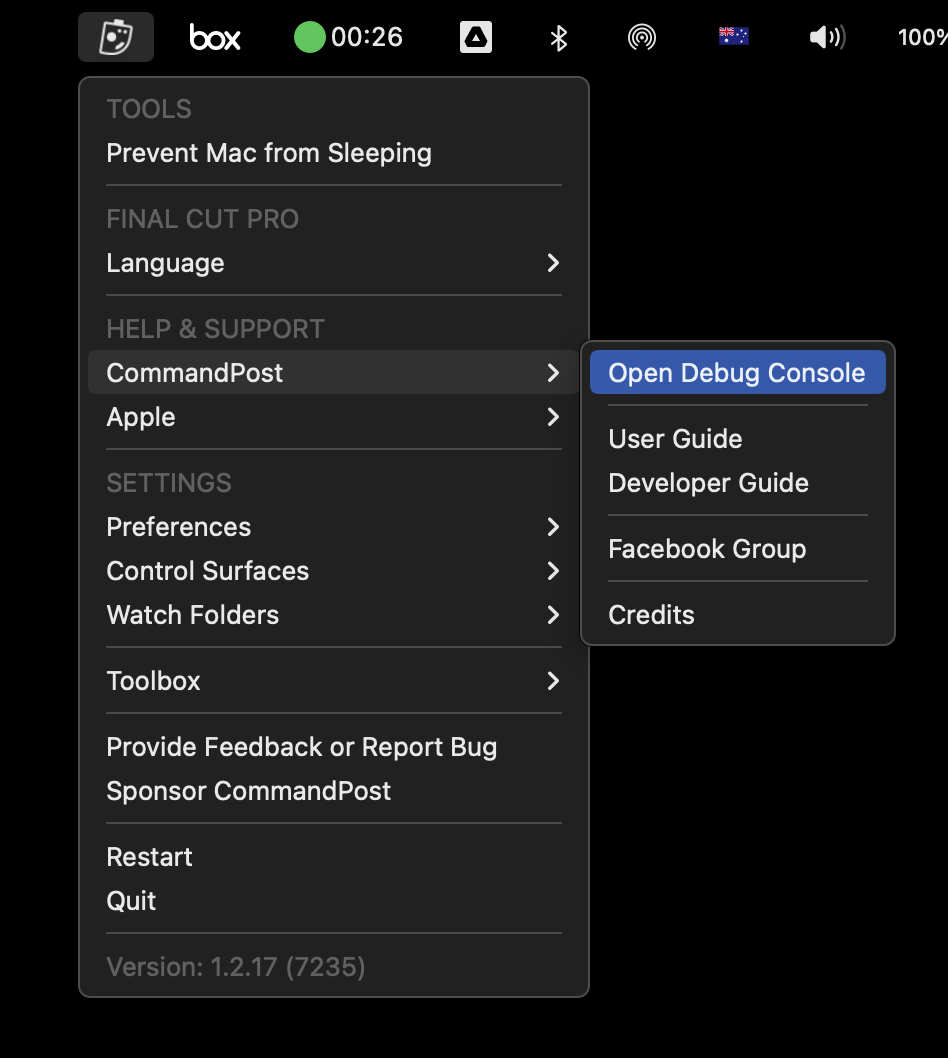 box 00:26 100%
TOOLS
Prevent Mac from Sleeping
FINAL CUT PRO
Language
HELP & SUPPORT
CommandPost
Open Debug Console
Apple
User Guide
Developer Guide
Facebook Group
Credits
SETTINGS
Preferences
Control Surfaces
Watch Folders
Toolbox
Provide Feedback or Report Bug
Sponsor CommandPost
Restart
Quit
Version: 1.2.17 (7235)